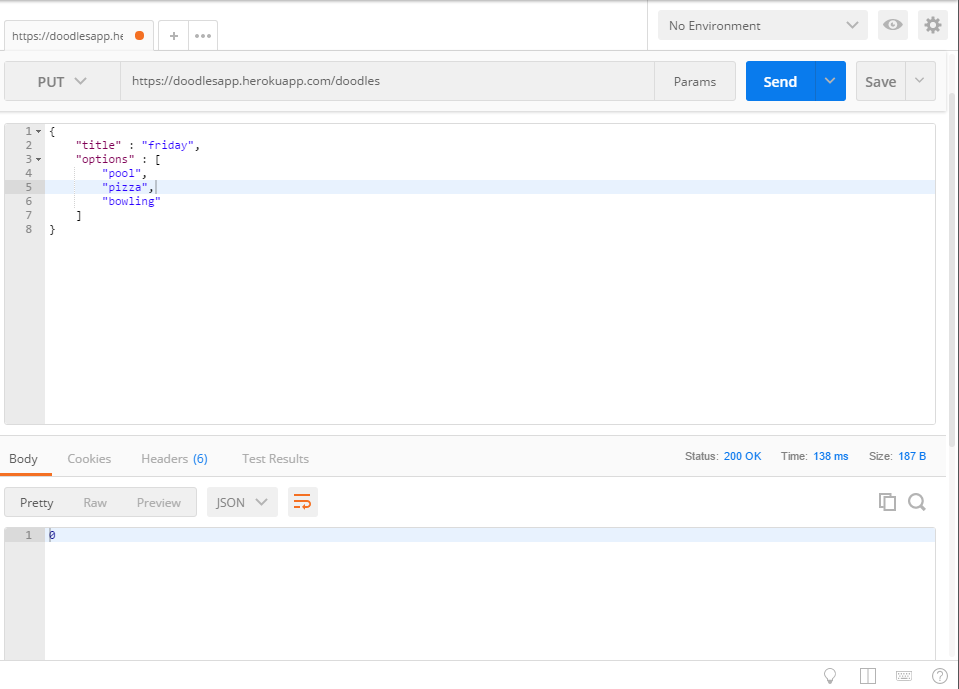 https://doodlesapp.he
+
No Environment
PUT
https://doodlesapp.herokuapp.com/doodles
Params
Send
Save
1 {
2 "title" : "friday",
3 "options" : [
4 "pool",
5 "pizza",
6 "bowling"
7 ]
8 }
Body
Cookies
Headers (6)
Test Results
Status: 200 OK
Time: 138 ms
Size: 187 B
Pretty
Raw
Preview
JSON
1 0